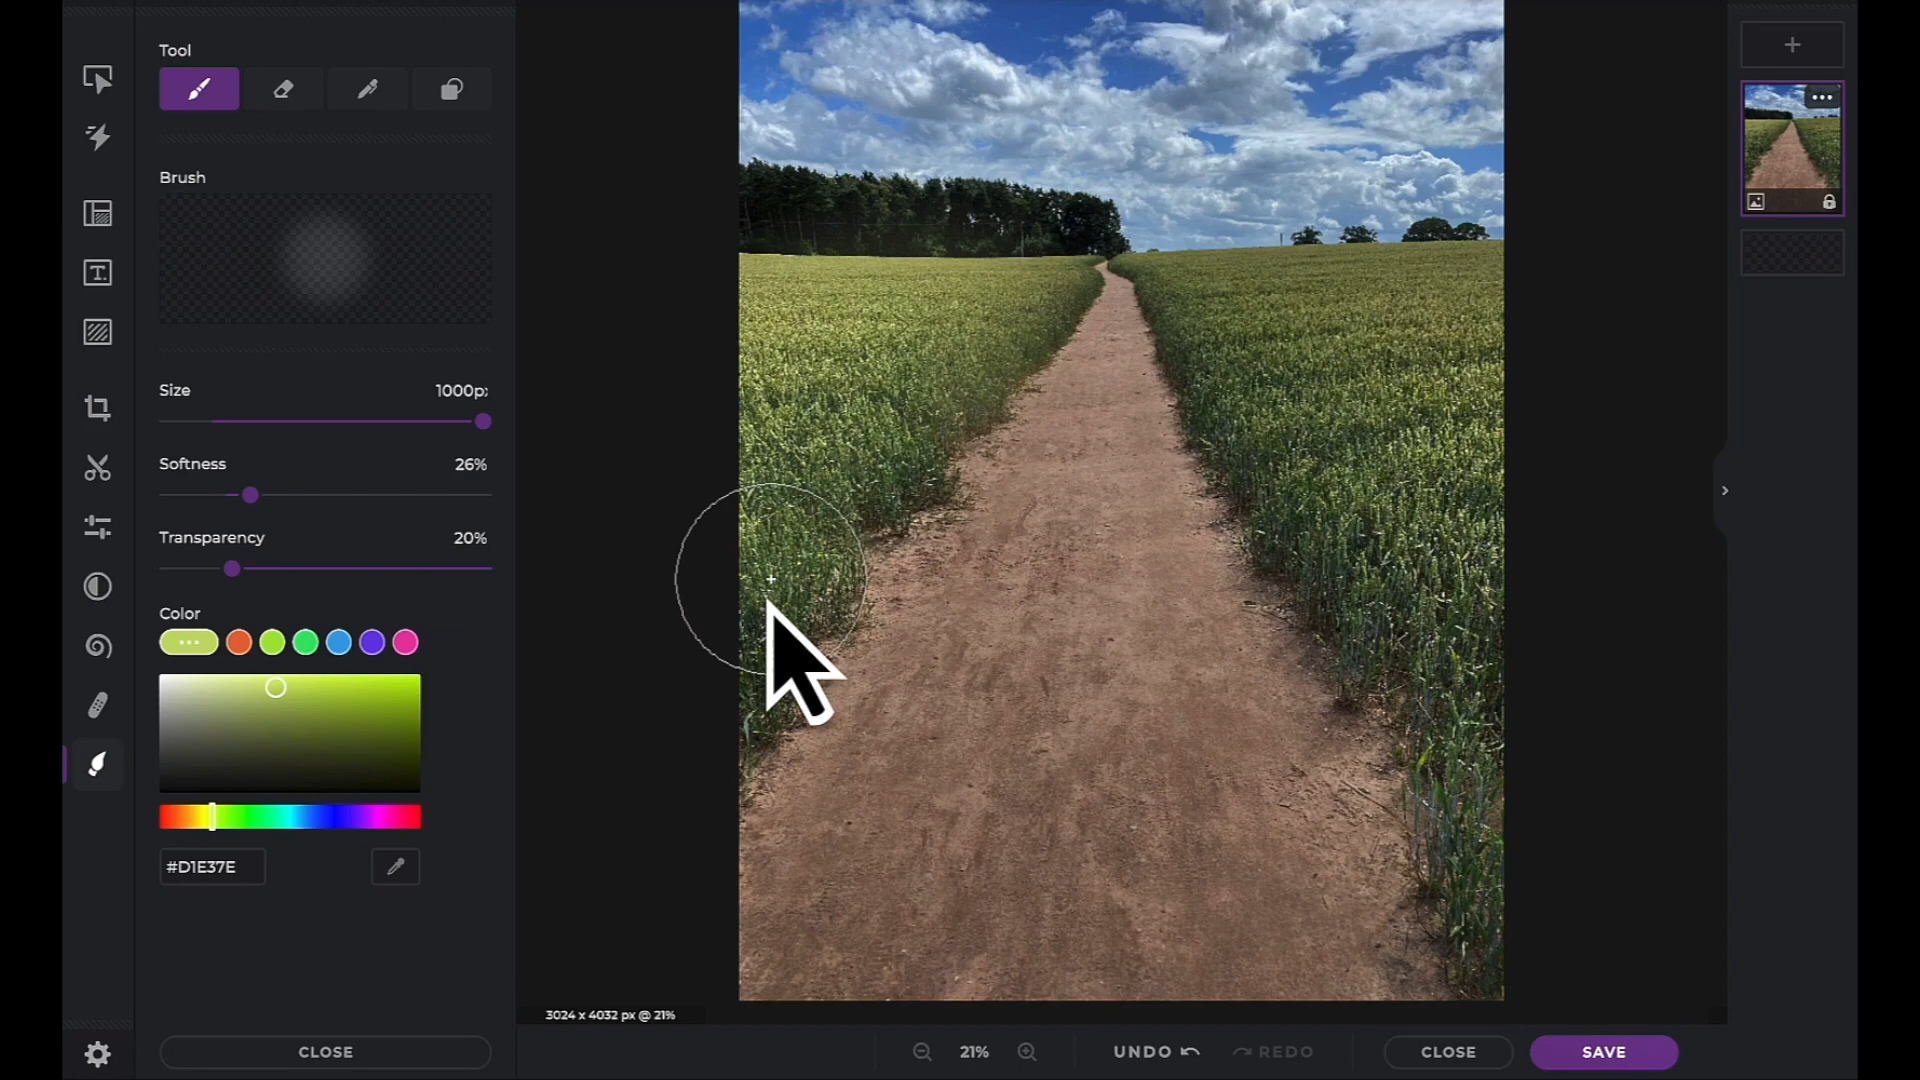 Tool
Brush
Size 1000p
Softness 26%
Transparency 20%
Color
#D1E37E
CLOSE
3024 x 4032 px @ 21%
21%
UNDO
REDO
CLOSE
SAVE